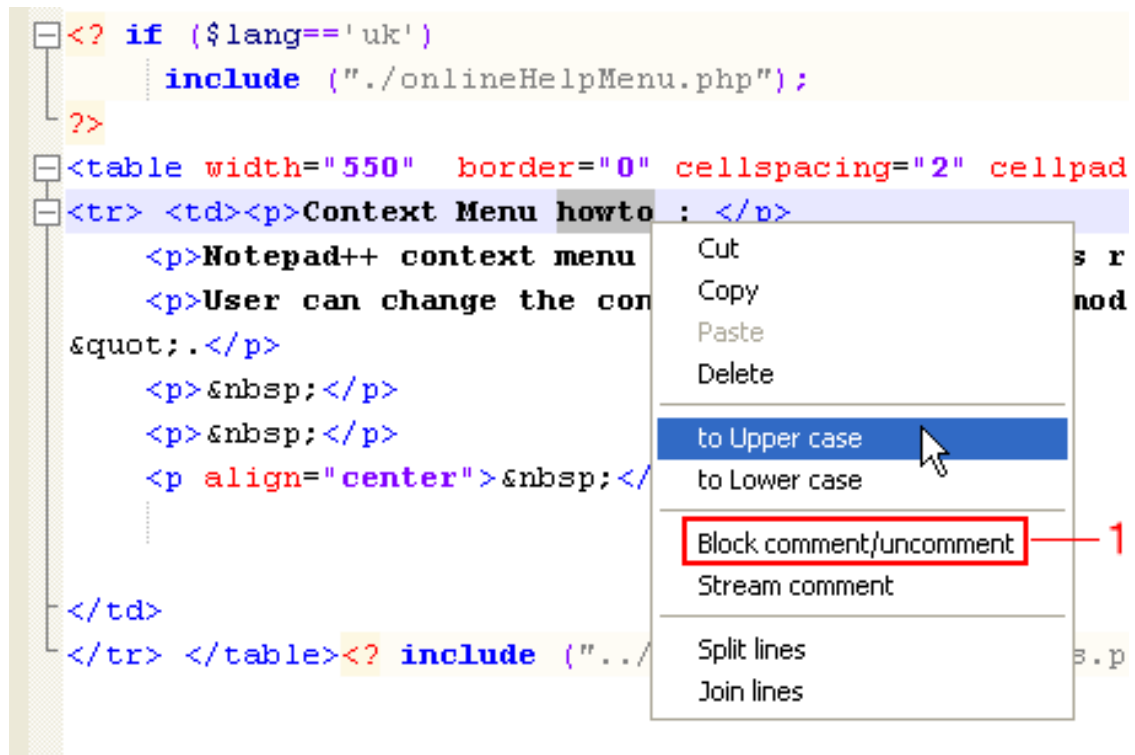 <? if ($lang=='uk')
include ("./onlineHelpMenu.php");
?>
<table width="550" border="0" cellspacing="2" cellpad
<tr> <td><p>Context Menu howto : </p>
<p>Notepad++ context menu s r
<p>User can change the con mod
&quot;.</p>
<p>&nbsp;</p>
<p>&nbsp;</p>
<p align="center">&nbsp;</
</td>
</tr> </table><? include ("../ s.p
Cut
Copy
Paste
Delete
to Upper case
to Lower case
Block comment/uncomment 1
Stream comment
Split lines
Join lines